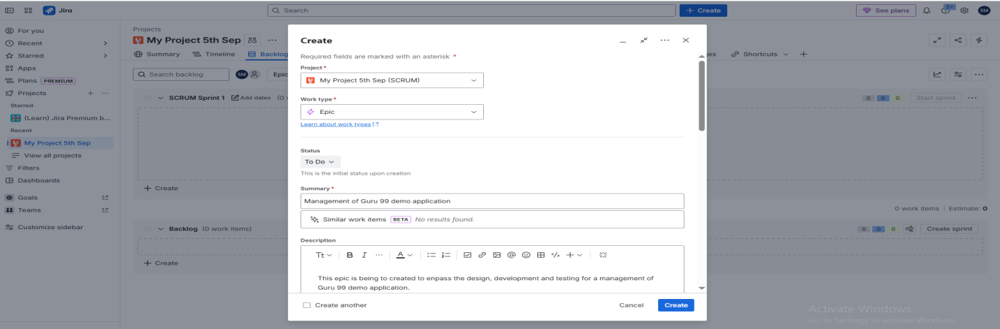 Jira
Search
+ Create
See plans
3+
SM
For you
Recent
Starred
Apps
Plans PREMIUM
Projects
Starred
(Learn) Jira Premium b...
Recent
My Project 5th Sep
View all projects
Filters
Dashboards
Goals
Teams
Customize sidebar
Projects
My Project 5th Sep
Summary Timeline Backlog
Shortcuts
Search backlog
SM
Epic
SCRUM Sprint 1 Add dates (0
0 0 0 Start sprint
+ Create
0 work items | Estimate: 0
Backlog (0 work items)
0 0 0 Create sprint
+ Create
Create
Required fields are marked with an asterisk *
Project *
My Project 5th Sep (SCRUM)
Work type *
Epic
Learn about work types
Status
To Do
This is the initial status upon creation
Summary *
Management of Guru 99 demo application
Similar work items BETA No results found.
Description
Tt B I ... A
This epic is being to created to enpass the design, development and testing for a management of
Guru 99 demo application.
Create another
Cancel Create
Activate Windows
Go to Settings to activate Windows.